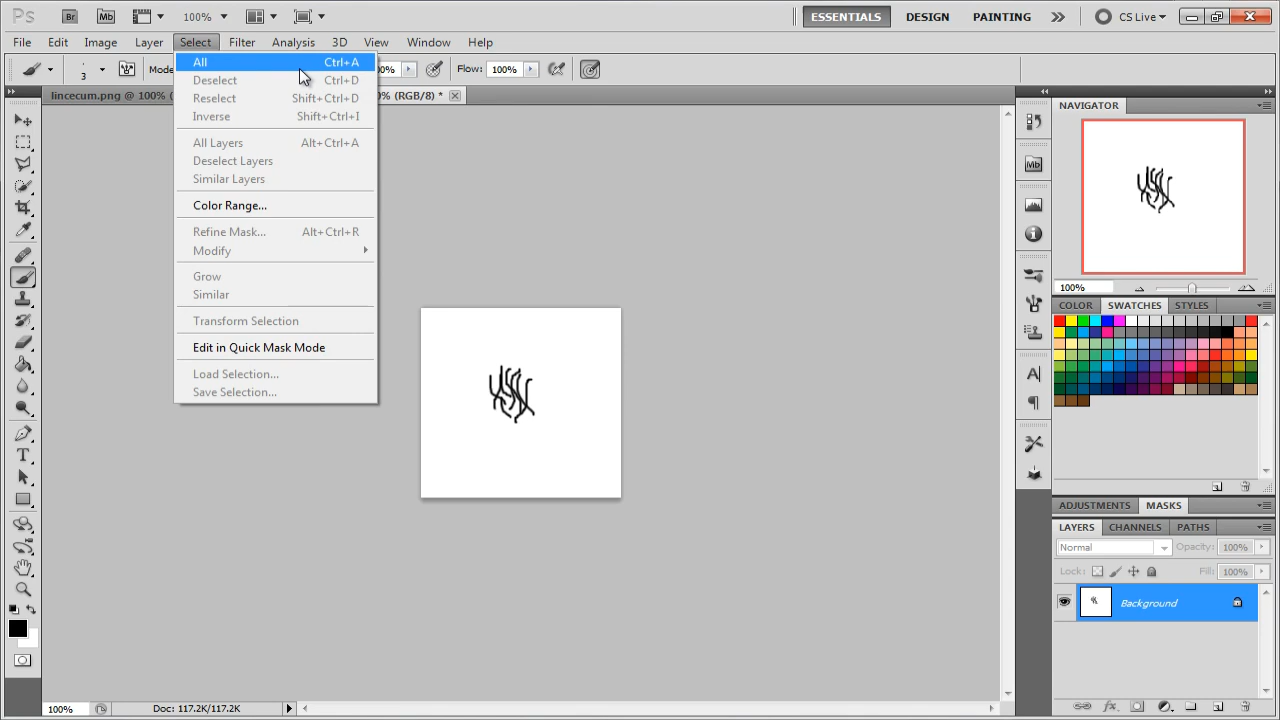 Ps Br Mb 100% ESSENTIALS DESIGN PAINTING CS Live
File Edit Image Layer Select Filter Analysis 3D View Window Help
3 Mode 00% Flow: 100%
lincecum.png @ 100% ( 0% (RGB/8) *
All Ctrl+A
Deselect Ctrl+D
Reselect Shift+Ctrl+D
Inverse Shift+Ctrl+I
All Layers Alt+Ctrl+A
Deselect Layers
Similar Layers
Color Range...
Refine Mask... Alt+Ctrl+R
Modify
Grow
Similar
Transform Selection
Edit in Quick Mask Mode
Load Selection...
Save Selection...
NAVIGATOR
Mb
100%
COLOR SWATCHES STYLES
ADJUSTMENTS MASKS
LAYERS CHANNELS PATHS
Normal Opacity: 100%
Lock: Fill: 100%
Background
100% Doc: 117.2K/117.2K